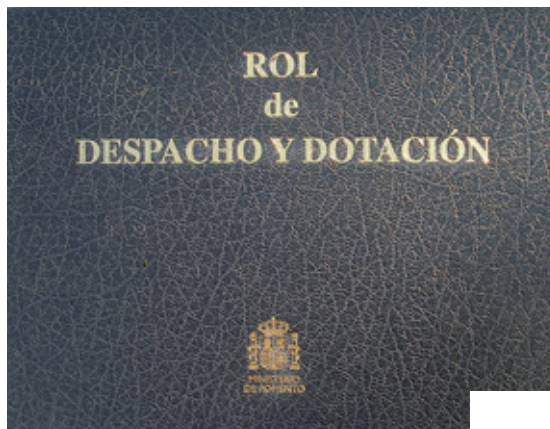 ROL
de
DESPACHO Y DOTACIÓN
MINISTERIO
DE FOMENTO